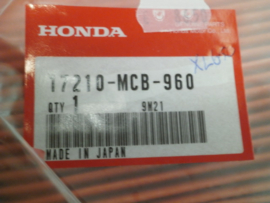 HONDA
17210-MCB-960
QTY 1 9M21
MADE IN JAPAN